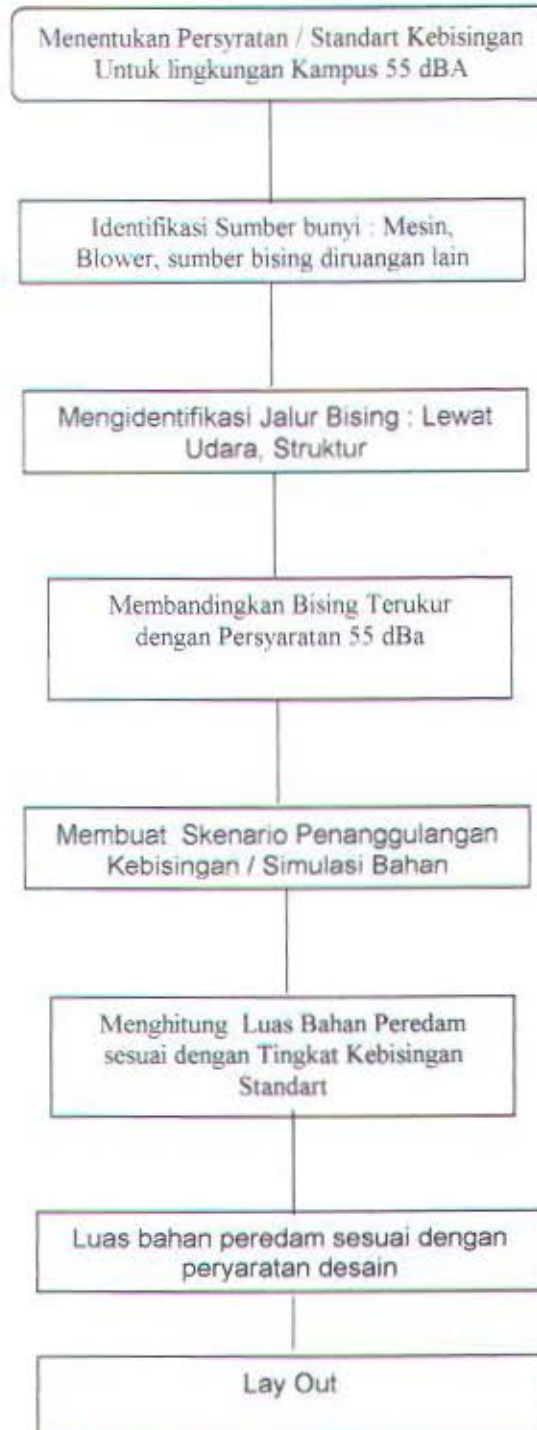 Menentukan Persyratan / Standart Kebisingan
Untuk lingkungan Kampus 55 dBA
Identifikasi Sumber bunyi : Mesin,
Blower, sumber bising diruangan lain
Mengidentifikasi Jalur Bising : Lewat
Udara, Struktur
Membandingkan Bising Terukur
dengan Persyaratan 55 dBa
Membuat Skenario Penanggulangan
Kebisingan / Simulasi Bahan
Menghitung Luas Bahan Peredam
sesuai dengan Tingkat Kebisingan
Standart
Luas bahan peredam sesuai dengan
peryaratan desain
Lay Out